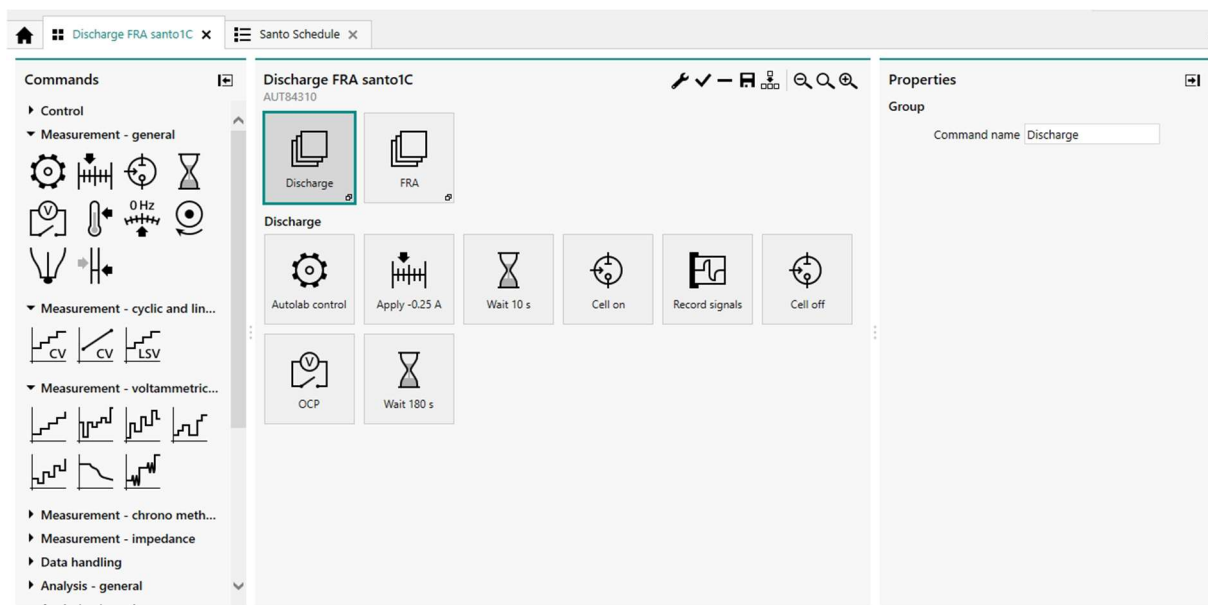 Discharge FRA santo1C
Santo Schedule
Commands
Control
Measurement - general
0 Hz
Measurement - cyclic and lin...
CV CV LSV
Measurement - voltammetric...
Measurement - chrono meth...
Measurement - impedance
Data handling
Analysis - general
Discharge FRA santo1C
AUT84310
Discharge FRA
Discharge
Autolab control Apply -0.25 A Wait 10 s Cell on Record signals Cell off
V
OCP Wait 180 s
Properties
Group
Command name Discharge